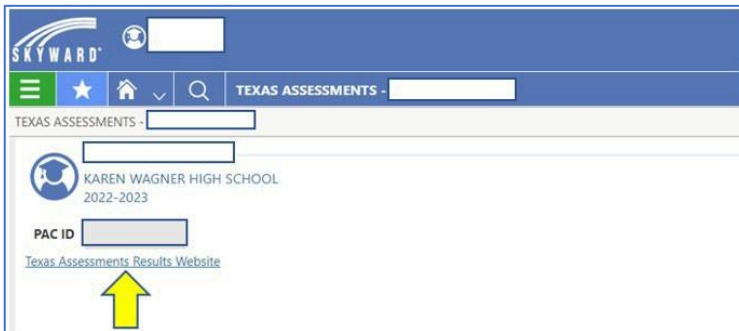 SKYWARD®
TEXAS ASSESSMENTS -
TEXAS ASSESSMENTS -
KAREN WAGNER HIGH SCHOOL
2022-2023
PAC ID
Texas Assessments Results Website